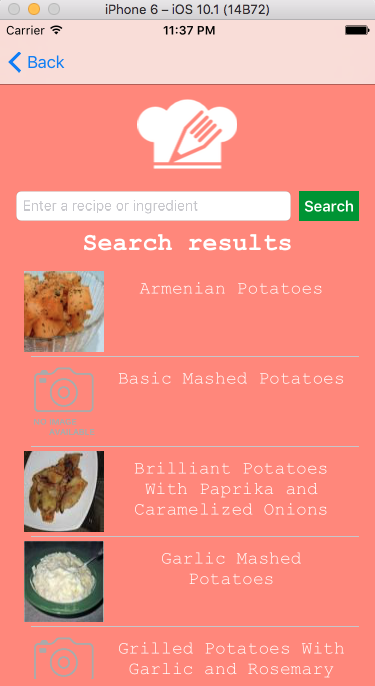 iPhone 6 – iOS 10.1 (14B72)
Carrier 11:37 PM
Back
Enter a recipe or ingredient Search
Search results
Armenian Potatoes
Basic Mashed Potatoes
Brilliant Potatoes
With Paprika and
Caramelized Onions
Garlic Mashed
Potatoes
Grilled Potatoes With
Garlic and Rosemary